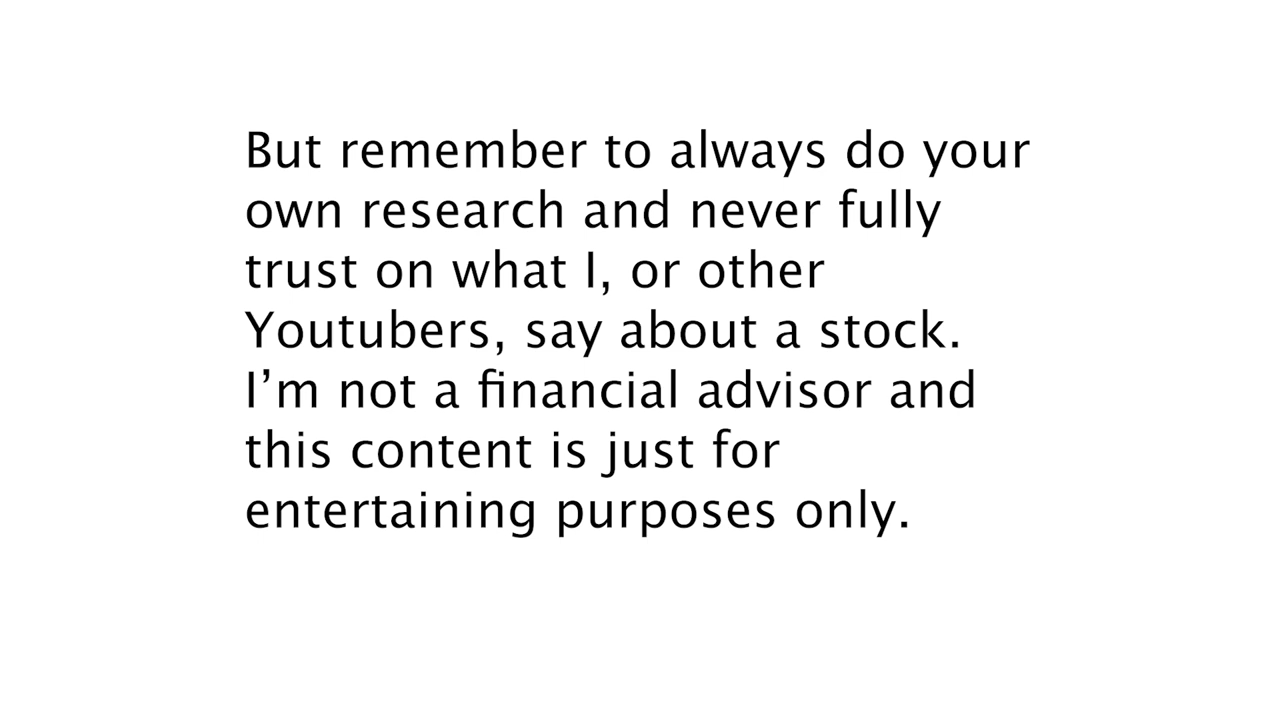 But remember to always do your
own research and never fully
trust on what I, or other
Youtubers, say about a stock.
I’m not a financial advisor and
this content is just for
entertaining purposes only.